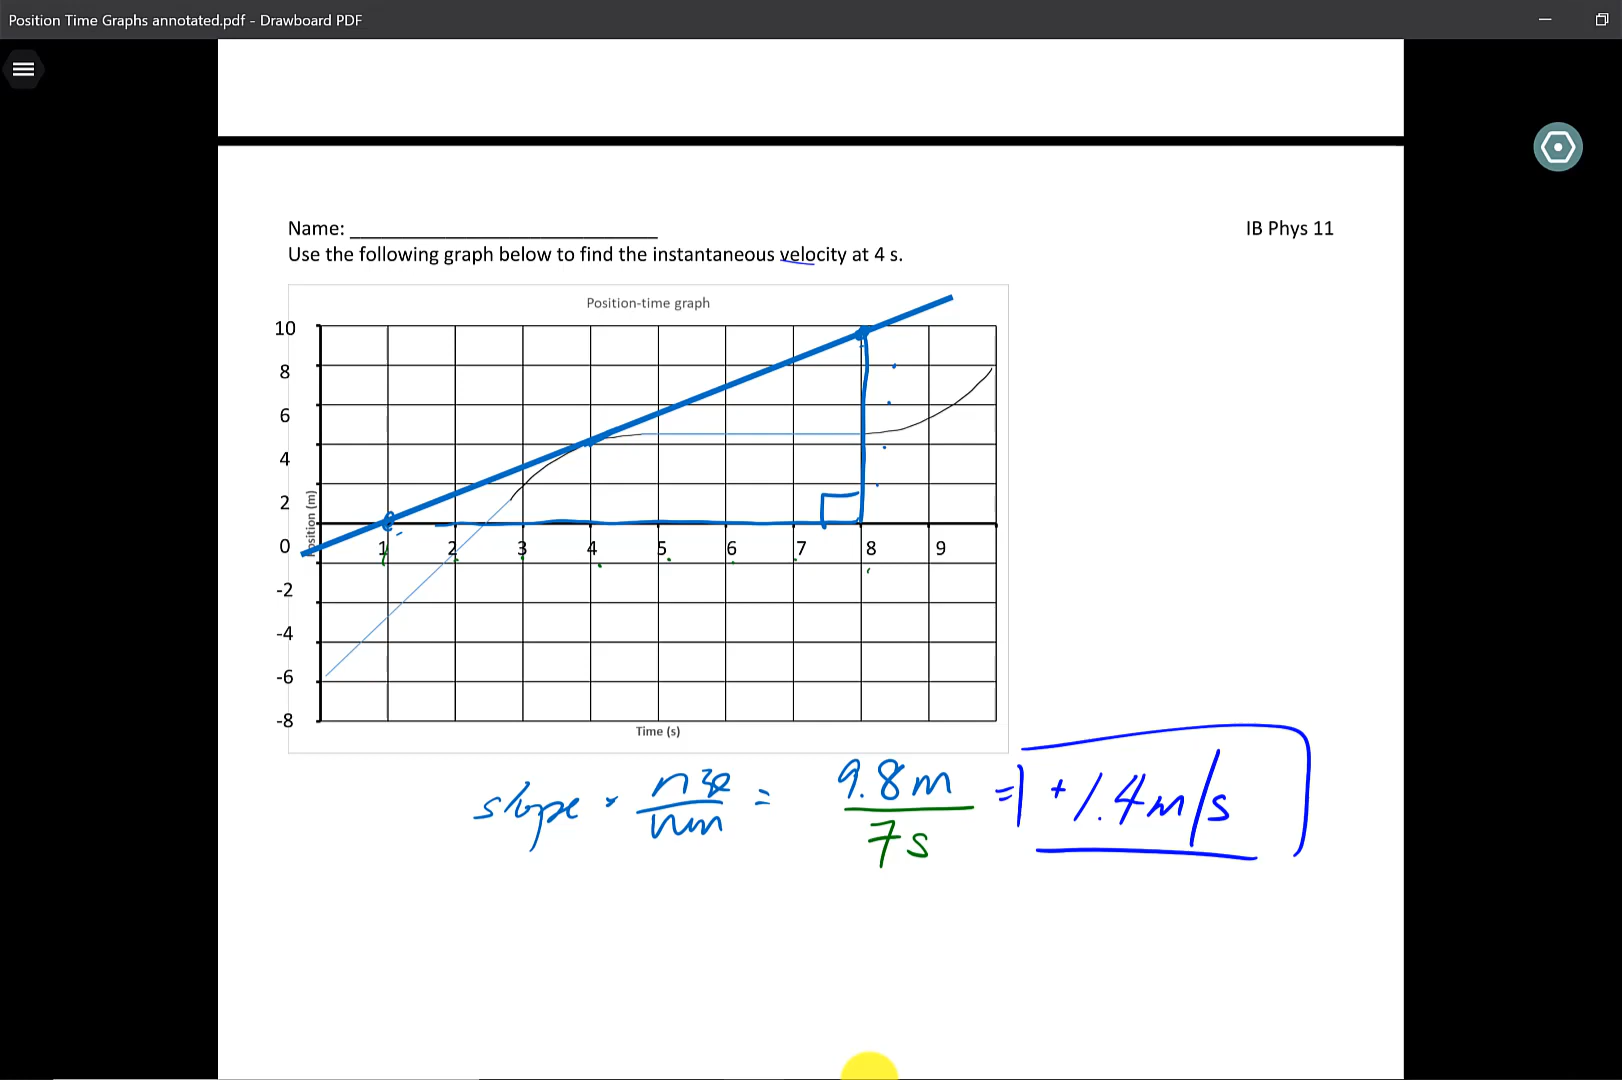 Position Time Graphs annotated.pdf - Drawboard PDF
Name: ____________________________
IB Phys 11
Use the following graph below to find the instantaneous velocity at 4 s.
Position-time graph
10
8
6
4
2
0
-2
-4
-6
-8
Position (m)
1 2 3 4 5 6 7 8 9
Time (s)
slope = rise = 9.8m = +1.4m/s
run 7s